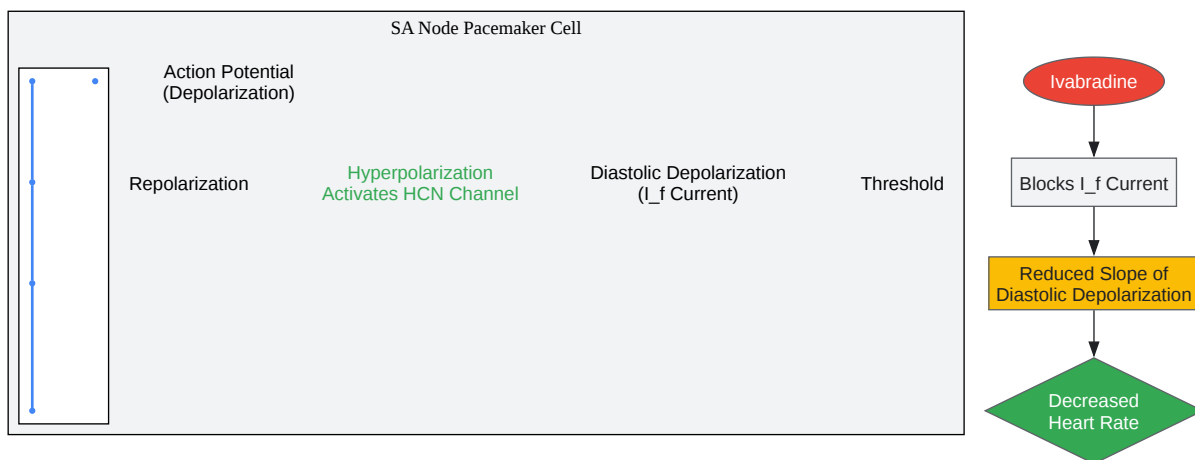 SA Node Pacemaker Cell
Action Potential
(Depolarization)
Repolarization
Hyperpolarization
Activates HCN Channel
Diastolic Depolarization
(I_f Current)
Threshold
Ivabradine
Blocks I_f Current
Reduced Slope of
Diastolic Depolarization
Decreased
Heart Rate